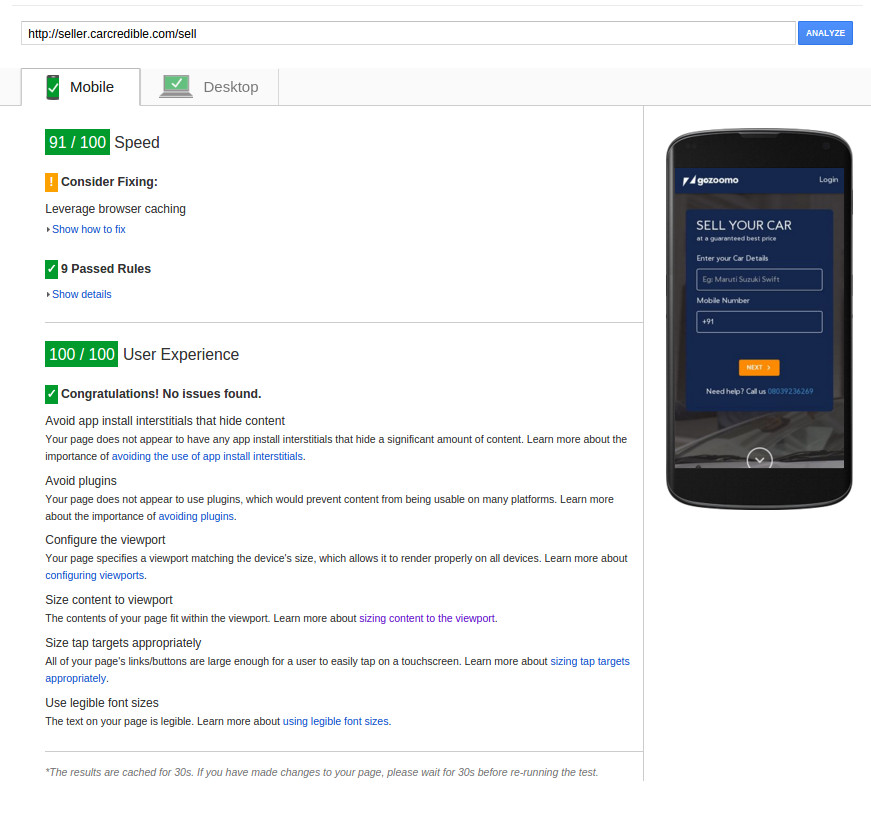 http://seller.carcredible.com/sell
ANALYZE
Mobile
Desktop
91 / 100 Speed
! Consider Fixing:
Leverage browser caching
Show how to fix
9 Passed Rules
Show details
100 / 100 User Experience
Congratulations! No issues found.
Avoid app install interstitials that hide content
Your page does not appear to have any app install interstitials that hide a significant amount of content. Learn more about the
importance of avoiding the use of app install interstitials.
Avoid plugins
Your page does not appear to use plugins, which would prevent content from being usable on many platforms. Learn more
about the importance of avoiding plugins.
Configure the viewport
Your page specifies a viewport matching the device's size, which allows it to render properly on all devices. Learn more about
configuring viewports.
Size content to viewport
The contents of your page fit within the viewport. Learn more about sizing content to the viewport.
Size tap targets appropriately
All of your page's links/buttons are large enough for a user to easily tap on a touchscreen. Learn more about sizing tap targets
appropriately.
Use legible font sizes
The text on your page is legible. Learn more about using legible font sizes.
*The results are cached for 30s. If you have made changes to your page, please wait for 30s before re-running the test.
gozoomo
Login
SELL YOUR CAR
at a guaranteed best price
Enter your Car Details
Eg: Maruti Suzuki Swift
Mobile Number
+91
NEXT >
Need help? Call us 08039236269